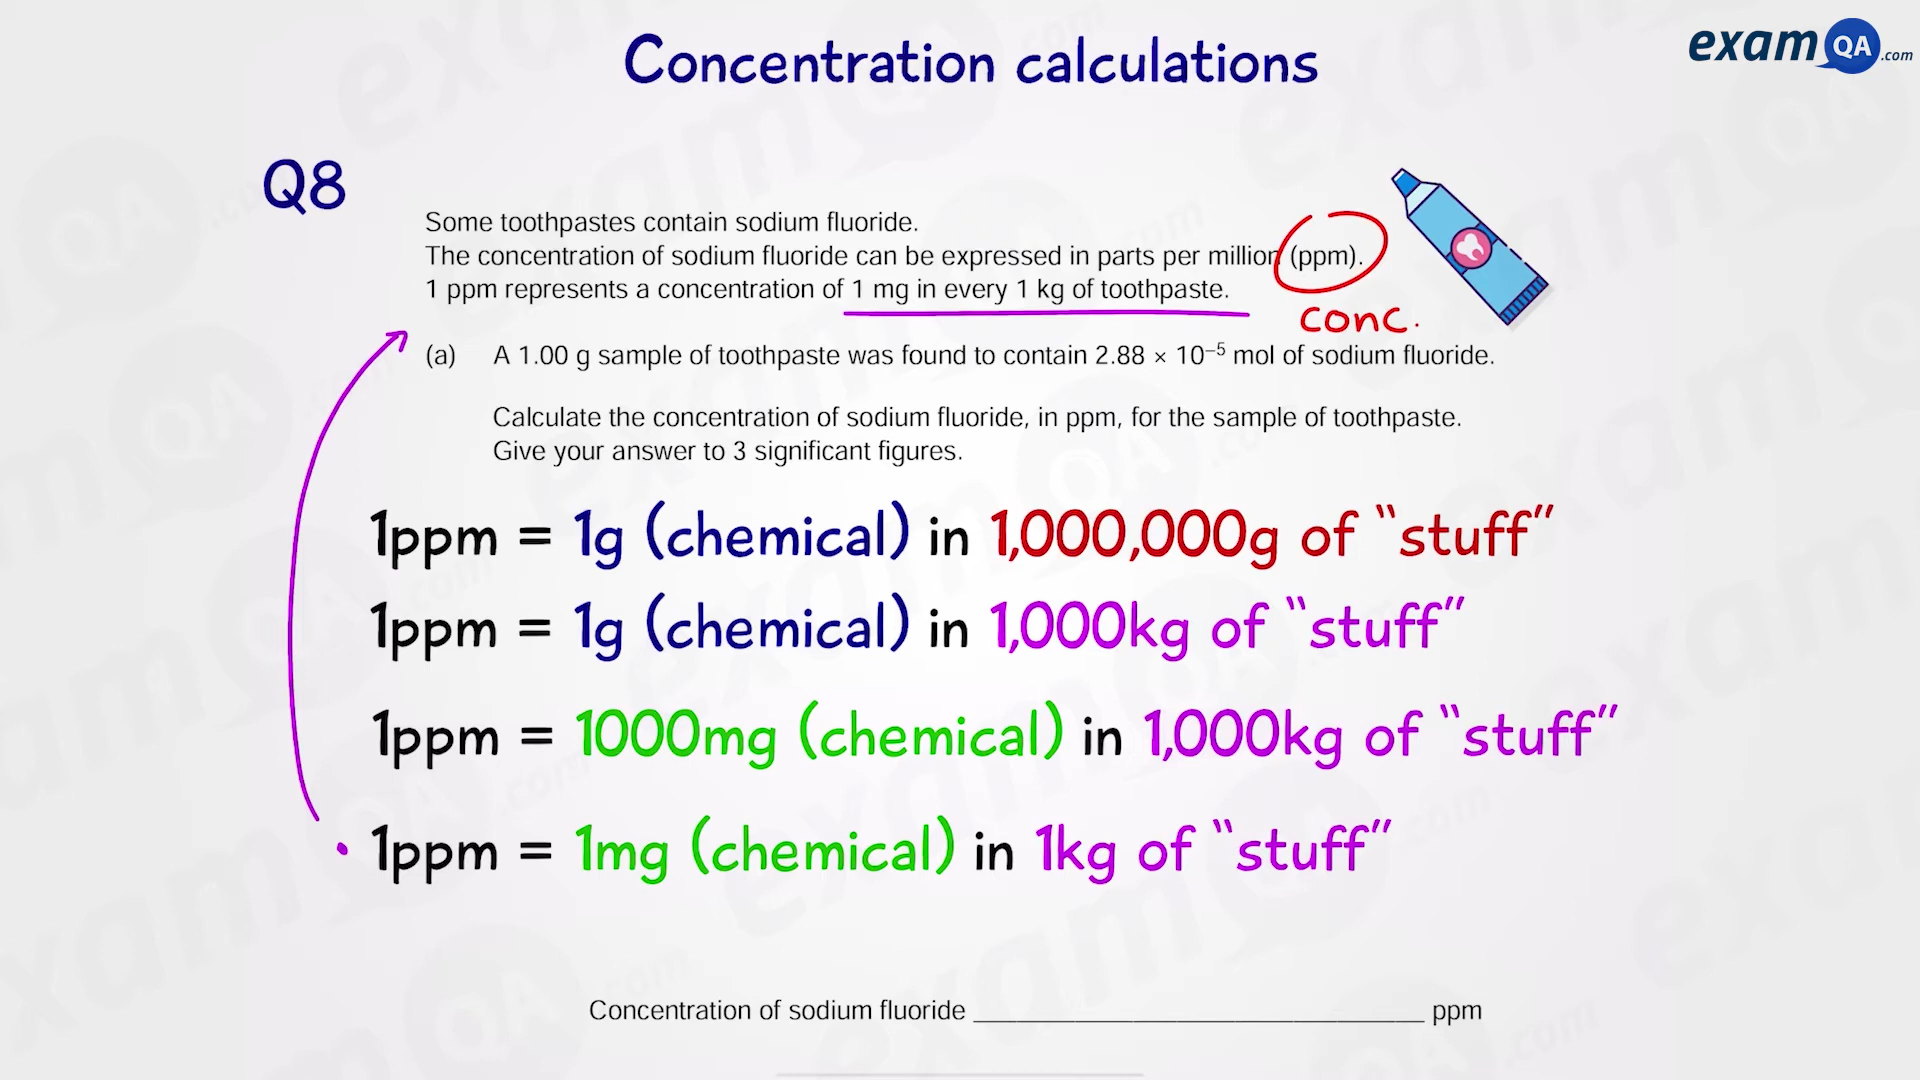 Concentration calculations
examQA.com
Q8
Some toothpastes contain sodium fluoride.
The concentration of sodium fluoride can be expressed in parts per million (ppm).
1 ppm represents a concentration of 1 mg in every 1 kg of toothpaste.
conc.
(a) A 1.00 g sample of toothpaste was found to contain 2.88 × 10⁻⁵ mol of sodium fluoride.
Calculate the concentration of sodium fluoride, in ppm, for the sample of toothpaste.
Give your answer to 3 significant figures.
1ppm = 1g (chemical) in 1,000,000g of “stuff”
1ppm = 1g (chemical) in 1,000kg of “stuff”
1ppm = 1000mg (chemical) in 1,000kg of “stuff”
1ppm = 1mg (chemical) in 1kg of “stuff”
Concentration of sodium fluoride ______________________________ ppm